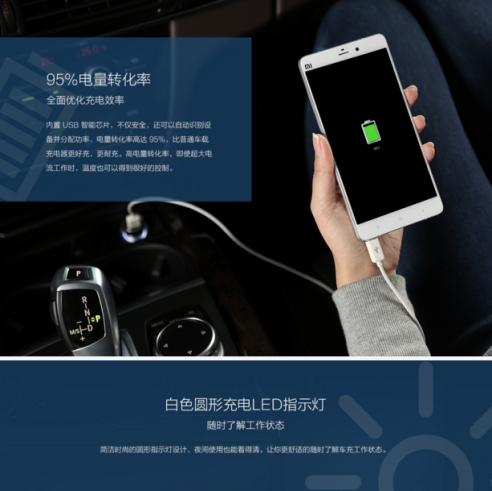 95%电量转化率
全面优化充电效率
内置 USB 智能芯片，不仅安全，还可以自动识别设
备并分配功率，电量转化率高达 95%，比普通车载
充电器更好充、更耐充。高电量转化率，即使超大电
流工作时，温度也可以得到很好的控制。
MI
P
R
N
D
M/S
P
+
白色圆形充电LED指示灯
随时了解工作状态
简洁时尚的圆形指示灯设计，夜间使用也能看得清，让你更舒适的随时了解车充工作状态。